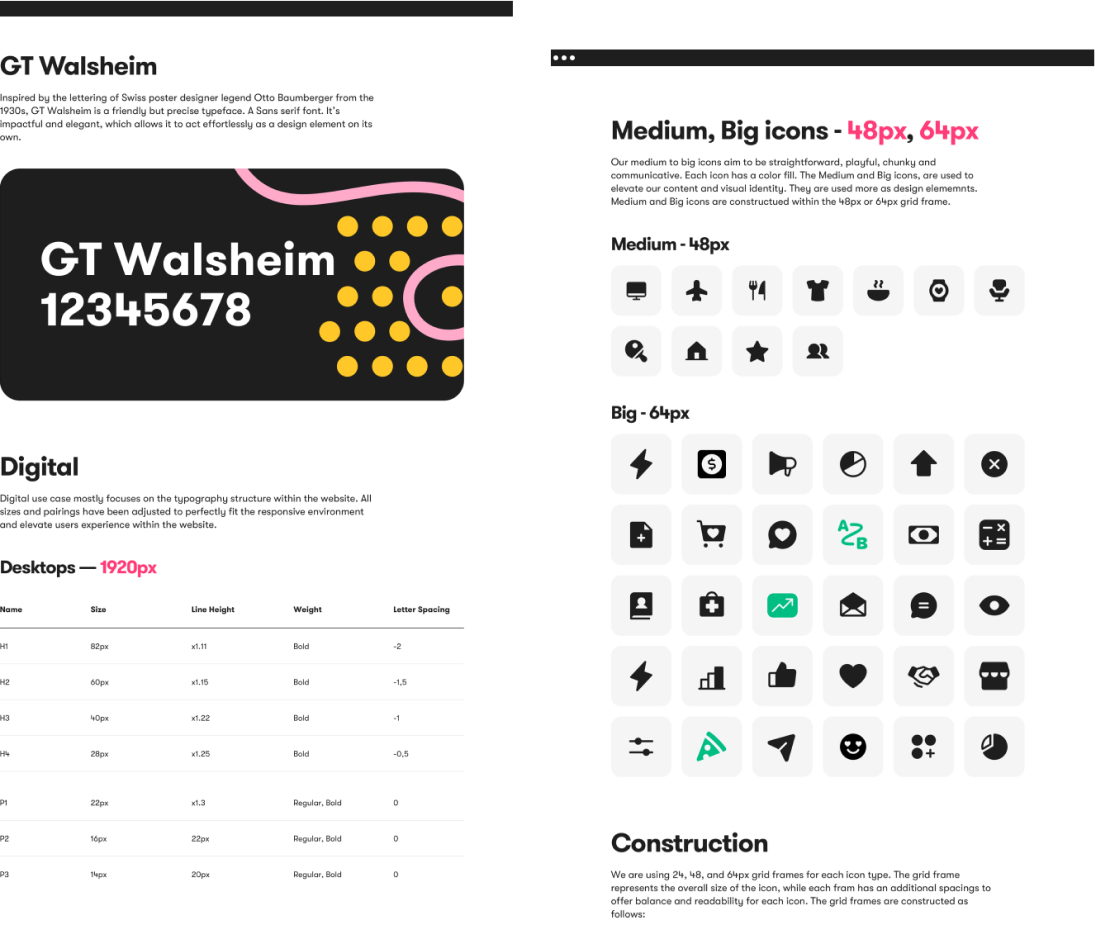 GT Walsheim
Inspired by the lettering of Swiss poster designer legend Otto Baumberger from the
1930s, GT Walsheim is a friendly but precise typeface. A Sans serif font. It's
impactful and elegant, which allows it to act effortlessly as a design element on its
own.
GT Walsheim
12345678
Digital
Digital use case mostly focuses on the typography structure within the website. All
sizes and pairings have been adjusted to perfectly fit the responsive environment
and elevate users experience within the website.
Desktops — 1920px
Name Size Line Height Weight Letter Spacing
H1 82px x1.11 Bold -2
H2 60px x1.15 Bold -1,5
H3 40px x1.22 Bold -1
H4 28px x1.25 Bold -0,5
P1 22px x1.3 Regular, Bold 0
P2 16px 22px Regular, Bold 0
P3 14px 20px Regular, Bold 0
Medium, Big icons - 48px, 64px
Our medium to big icons aim to be straightforward, playful, chunky and
communicative. Each icon has a color fill. The Medium and Big icons, are used to
elevate our content and visual identity. They are used more as design elememnts.
Medium and Big icons are constructued within the 48px or 64px grid frame.
Medium - 48px
Big - 64px
$
A B
Construction
We are using 24, 48, and 64px grid frames for each icon type. The grid frame
represents the overall size of the icon, while each fram has an additional spacings to
offer balance and readability for each icon. The grid frames are constructed as
follows: